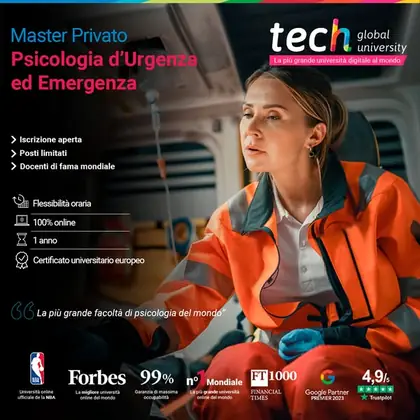 Master Privato
Psicologia d'Urgenza
ed Emergenza
tech global
university
La più grande università digitale al mondo
Iscrizione aperta
Posti limitati
Docenti di fama mondiale
Flessibilità oraria
100% online
1 anno
Certificato universitario europeo
"La più grande facoltà di psicologia del mondo"
NBA
Università online
ufficiale de la NBA
Forbes
La migliore università
online del mondo
99%
Garanzia di massima
occupabilità
nº1 Mondiale
La più grande università
online del mondo
FT1000
FINANCIAL
TIMES
Google Partner
PREMIER 2023
4,9/5
Trustpilot